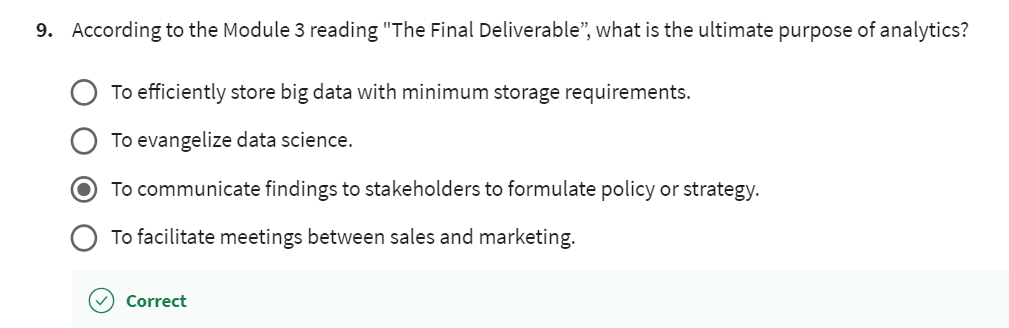 9. According to the Module 3 reading "The Final Deliverable”, what is the ultimate purpose of analytics?
To efficiently store big data with minimum storage requirements.
To evangelize data science.
To communicate findings to stakeholders to formulate policy or strategy.
To facilitate meetings between sales and marketing.
Correct